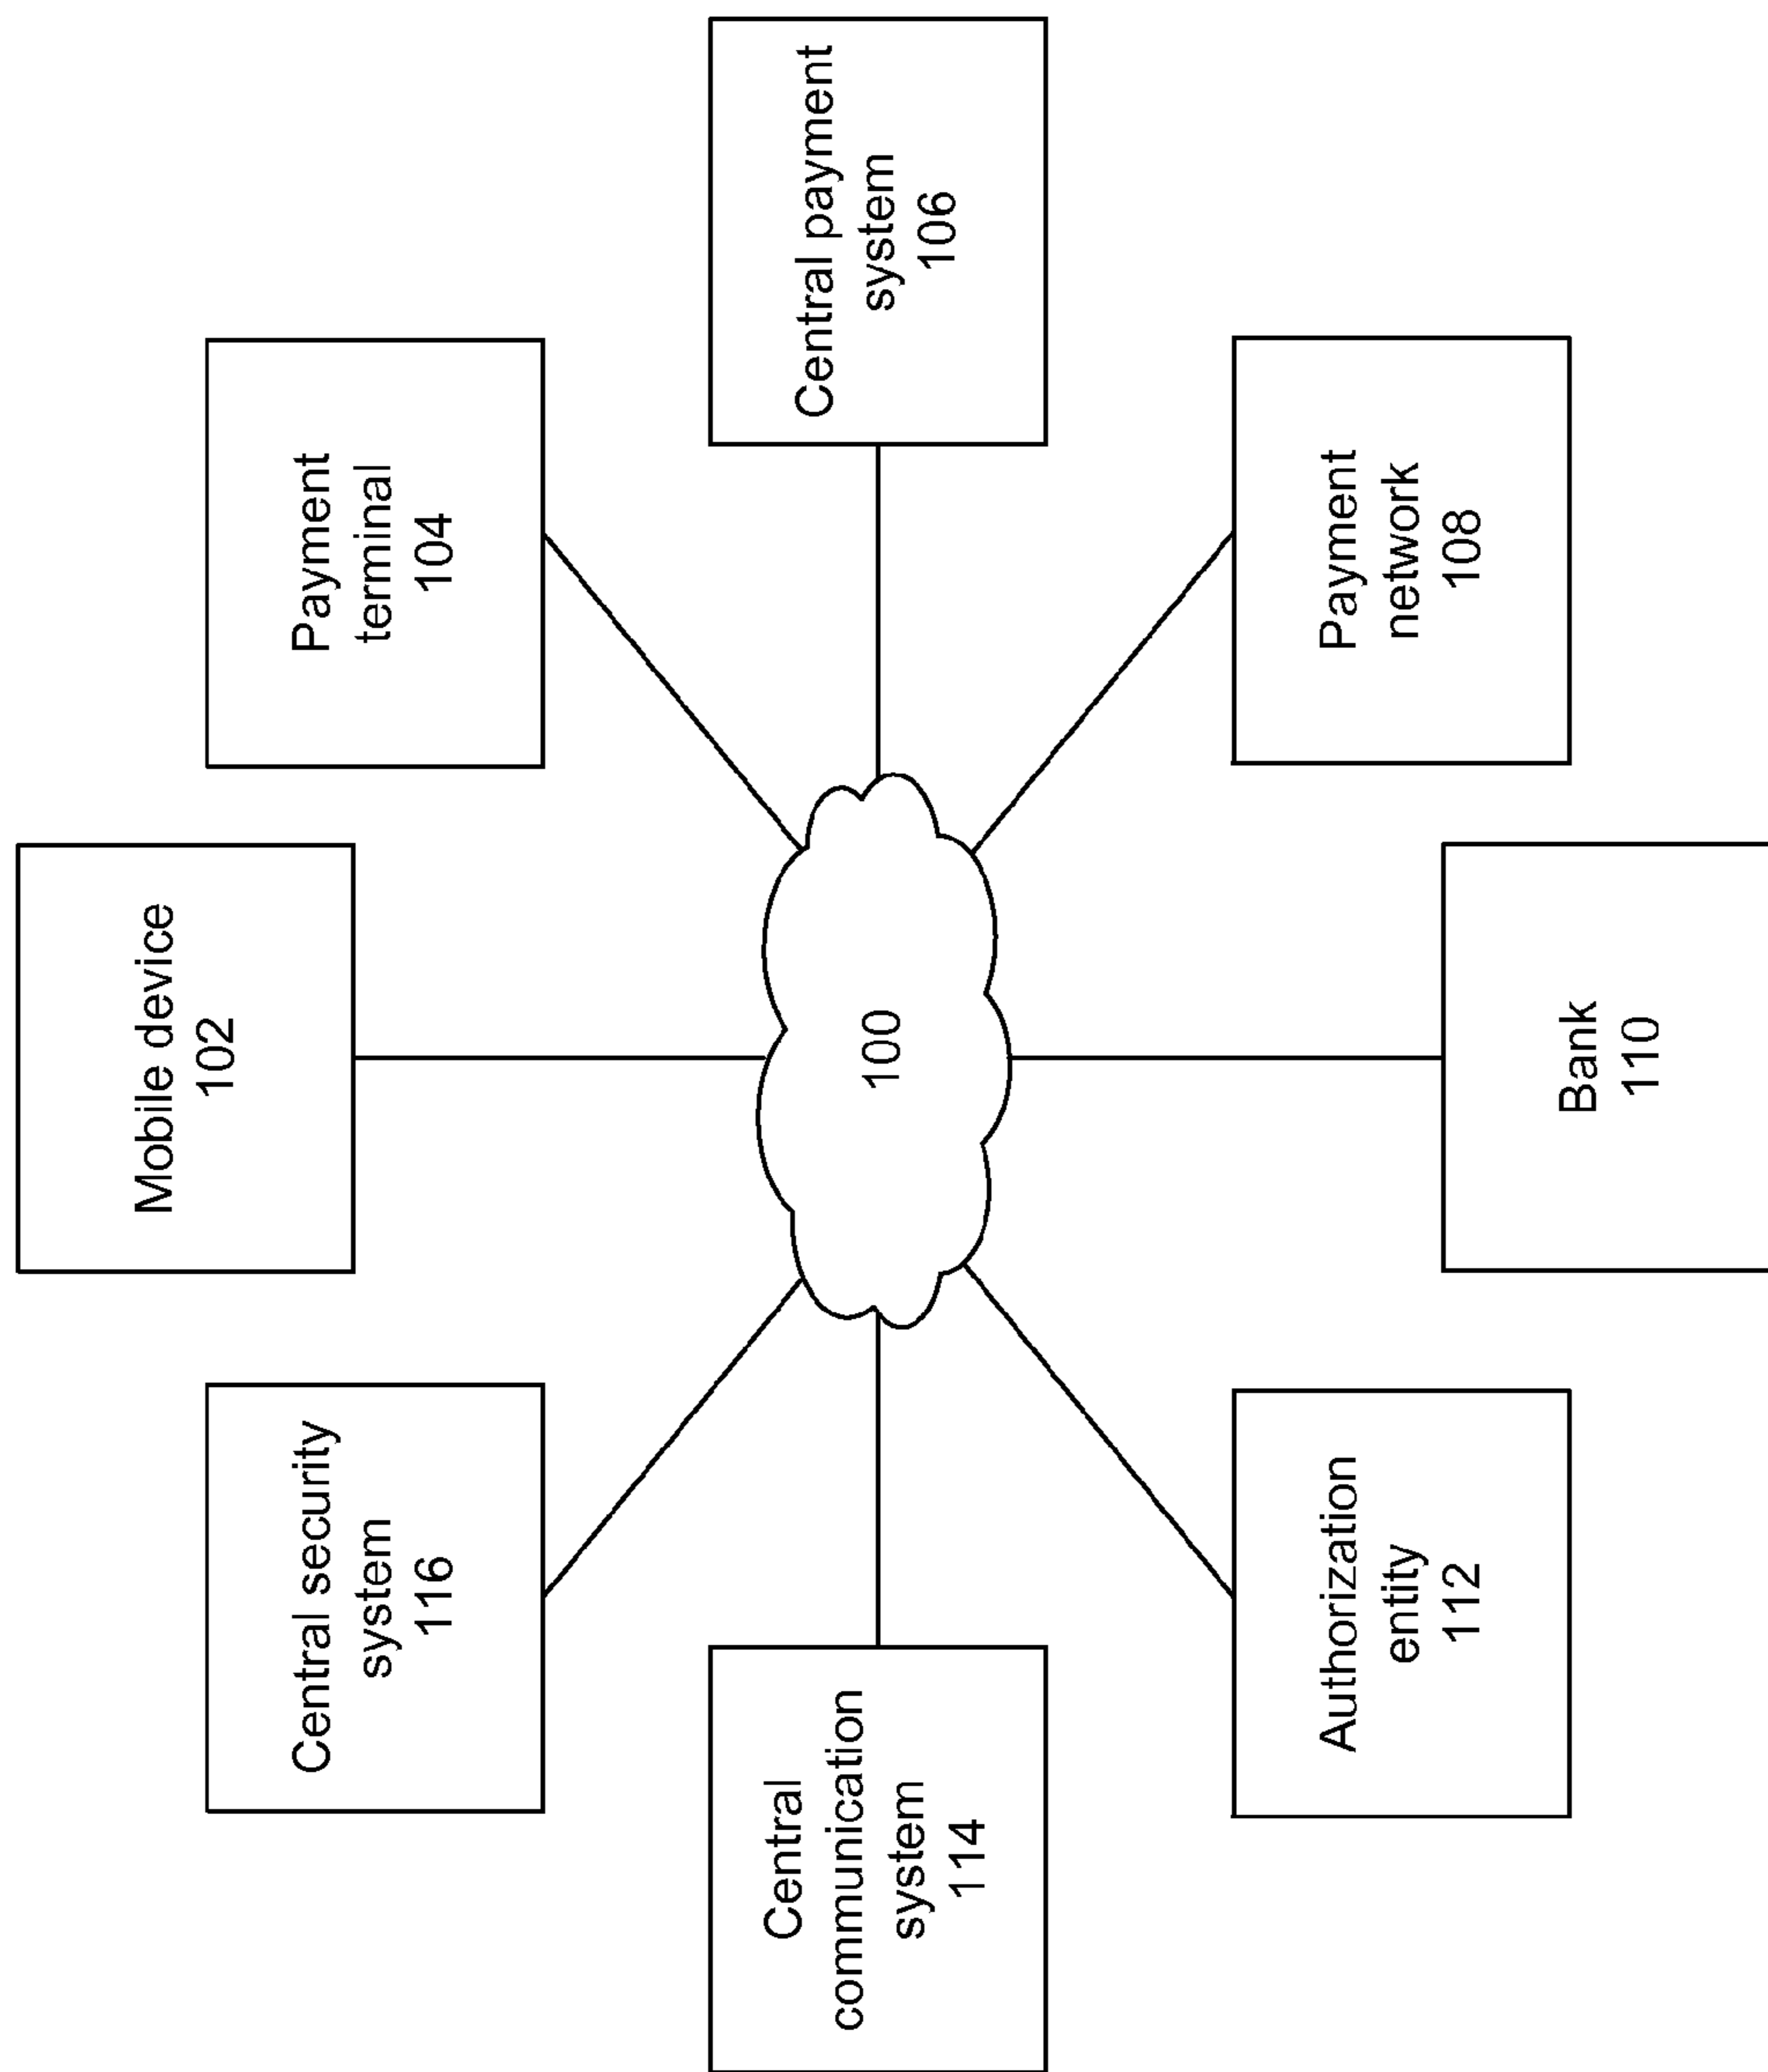 Mobile device
102
Payment
terminal
104
Central payment
system
106
Payment
network
108
Bank
110
Authorization
entity
112
Central
communication
system
114
Central security
system
116
100